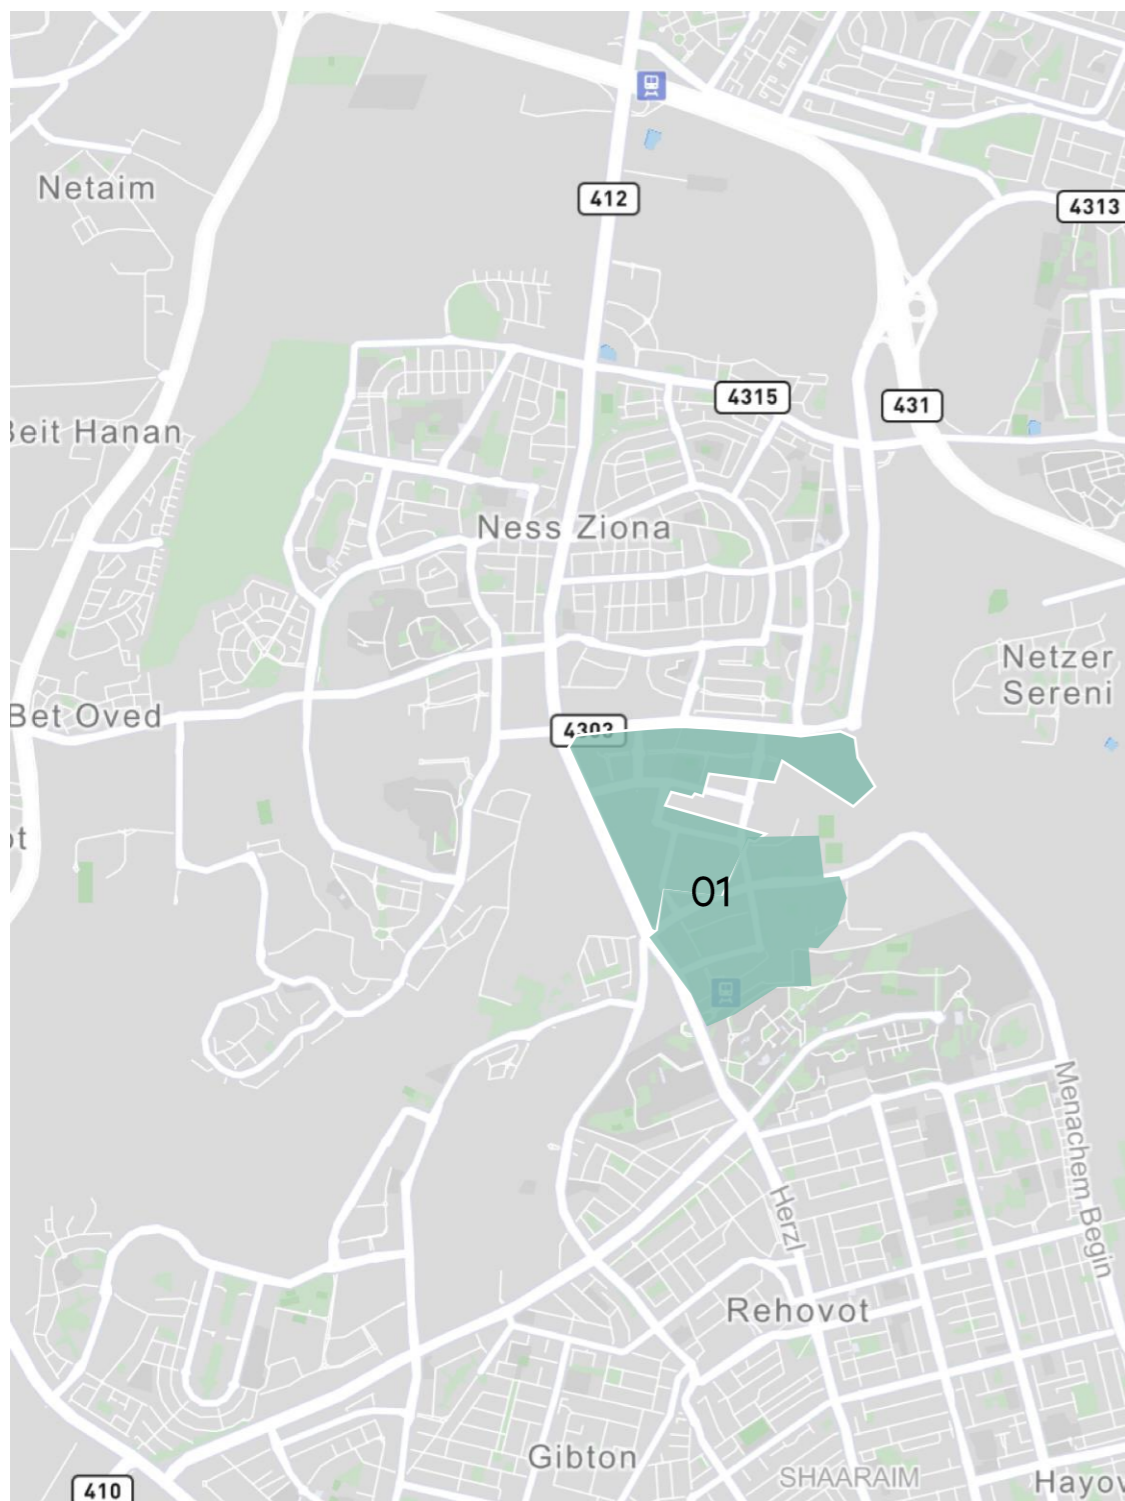 Netaim
412
4313
4315
431
Beit Hanan
Ness Ziona
Netzer
Sereni
Bet Oved
4303
01
Menachem Begin
Herzl
Rehovot
Gibton
SHAARAIM
410